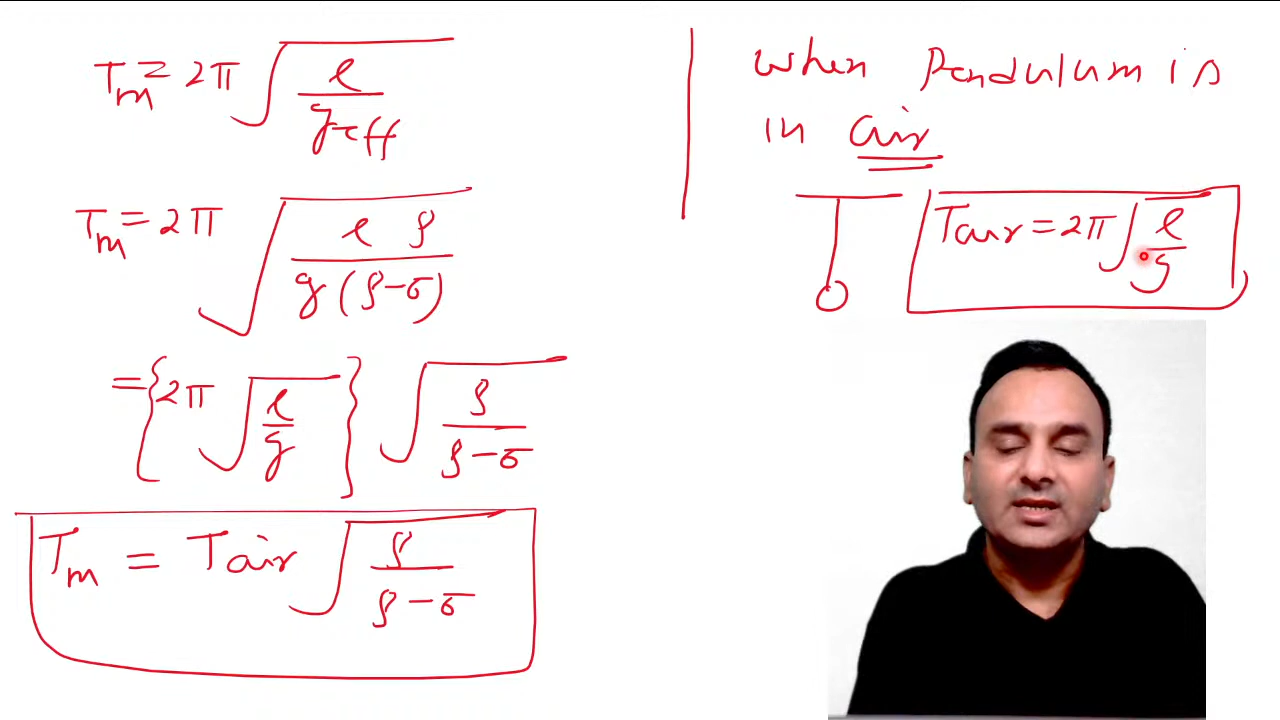 Tm = 2π √(l / geff)
Tm = 2π √(l ρ / g(ρ-σ))
= {2π √(l/g)} √(ρ / ρ-σ)
Tm = Tair √(ρ / ρ-σ)
when Pendulum is
in air
Tair = 2π √(l/g)